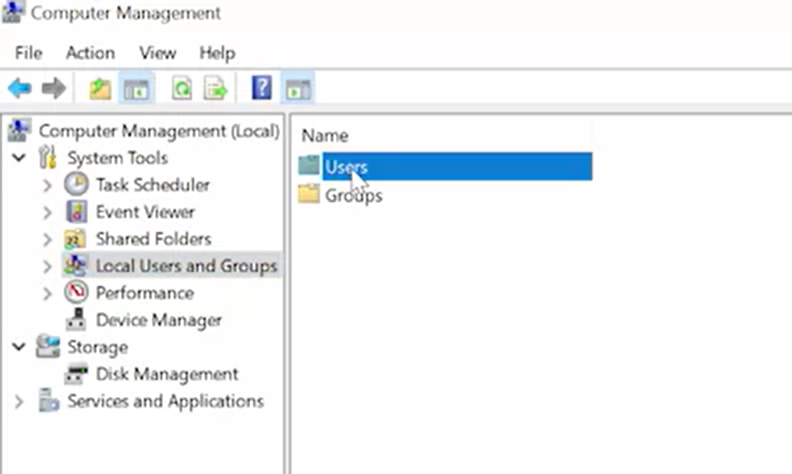 Computer Management
File Action View Help
Computer Management (Local)
System Tools
Task Scheduler
Event Viewer
Shared Folders
Local Users and Groups
Performance
Device Manager
Storage
Disk Management
Services and Applications
Name
Users
Groups